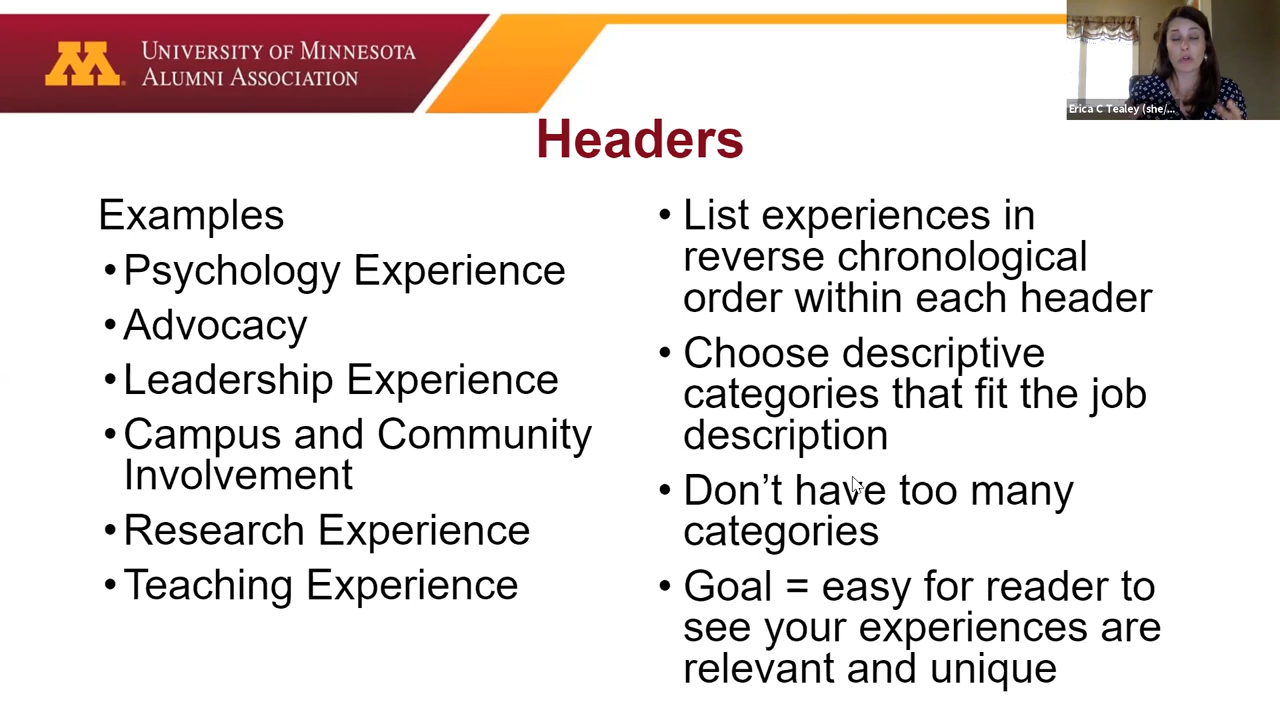 UNIVERSITY OF MINNESOTA
ALUMNI ASSOCIATION
Erica C Tealey (she/...
Headers
Examples
• Psychology Experience
• Advocacy
• Leadership Experience
• Campus and Community
Involvement
• Research Experience
• Teaching Experience
• List experiences in
reverse chronological
order within each header
• Choose descriptive
categories that fit the job
description
• Don’t have too many
categories
• Goal = easy for reader to
see your experiences are
relevant and unique